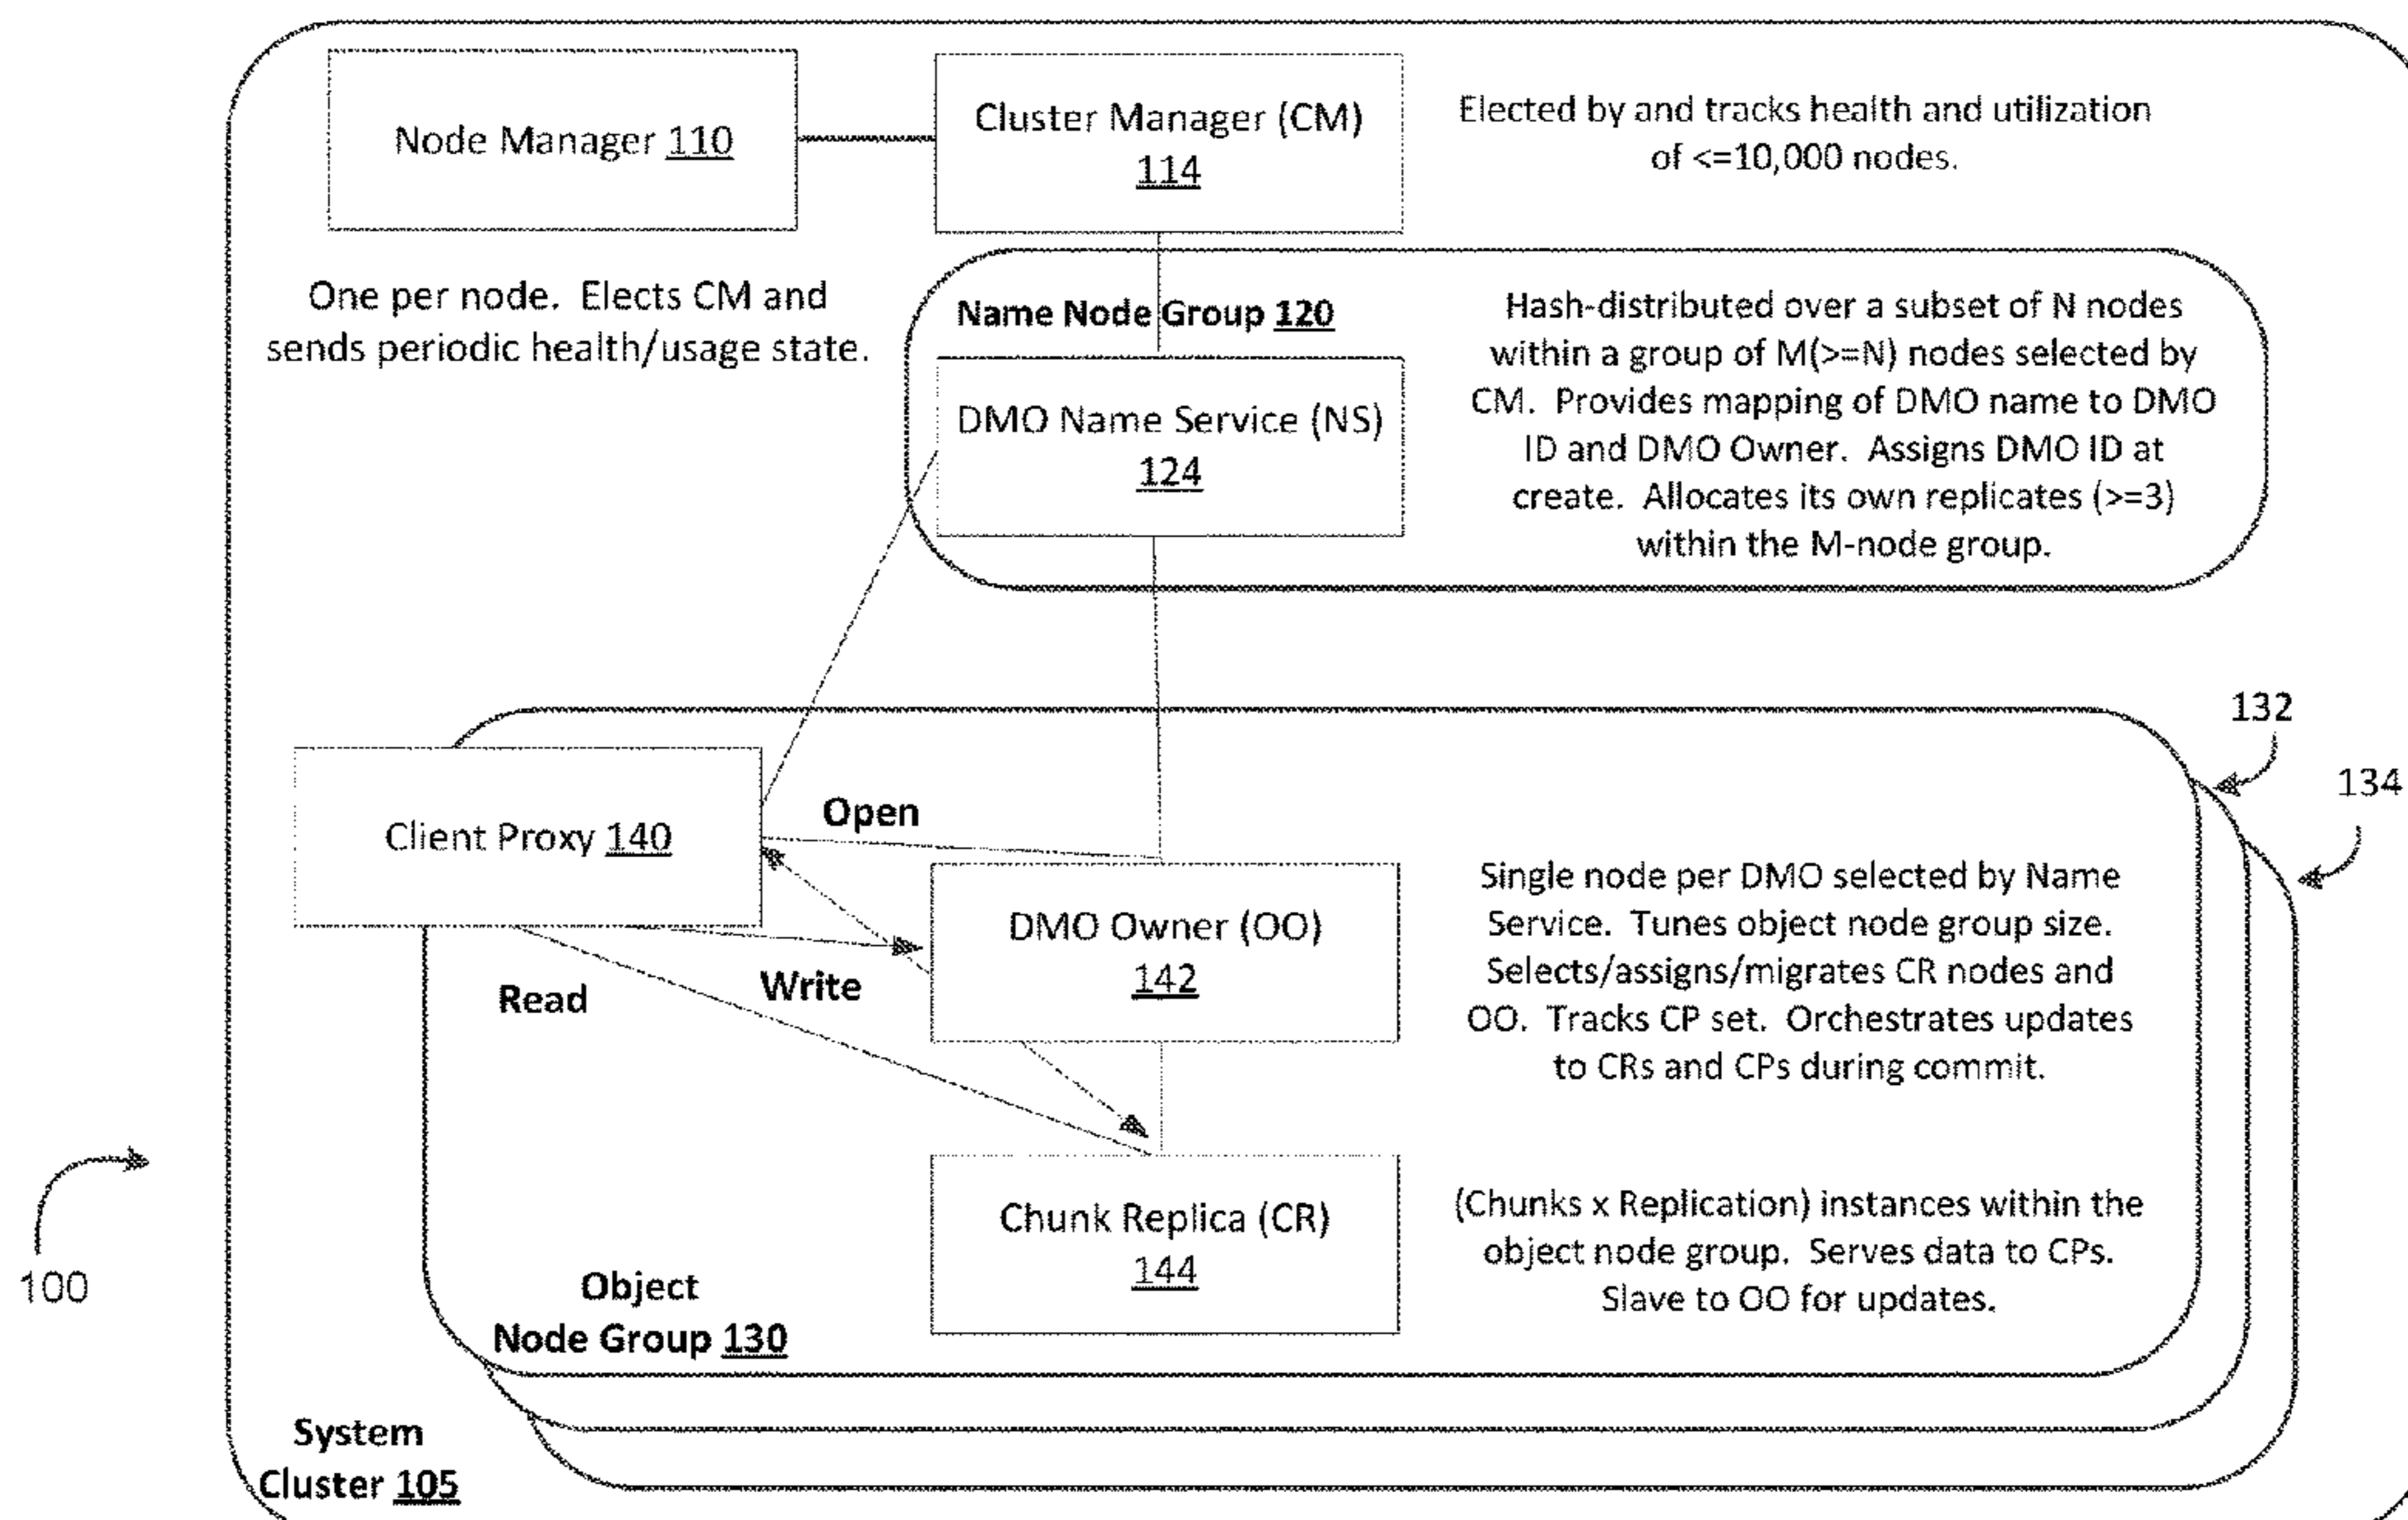 Node Manager 110
Cluster Manager (CM)
114
Elected by and tracks health and utilization
of <=10,000 nodes.
One per node. Elects CM and
sends periodic health/usage state.
Name Node Group 120
DMO Name Service (NS)
124
Hash-distributed over a subset of N nodes
within a group of M(>=N) nodes selected by
CM. Provides mapping of DMO name to DMO
ID and DMO Owner. Assigns DMO ID at
create. Allocates its own replicates (>=3)
within the M-node group.
132
134
Client Proxy 140
Open
DMO Owner (OO)
142
Write
Read
Single node per DMO selected by Name
Service. Tunes object node group size.
Selects/assigns/migrates CR nodes and
OO. Tracks CP set. Orchestrates updates
to CRs and CPs during commit.
Chunk Replica (CR)
144
(Chunks x Replication) instances within the
object node group. Serves data to CPs.
Slave to OO for updates.
Object
Node Group 130
100
System
Cluster 105